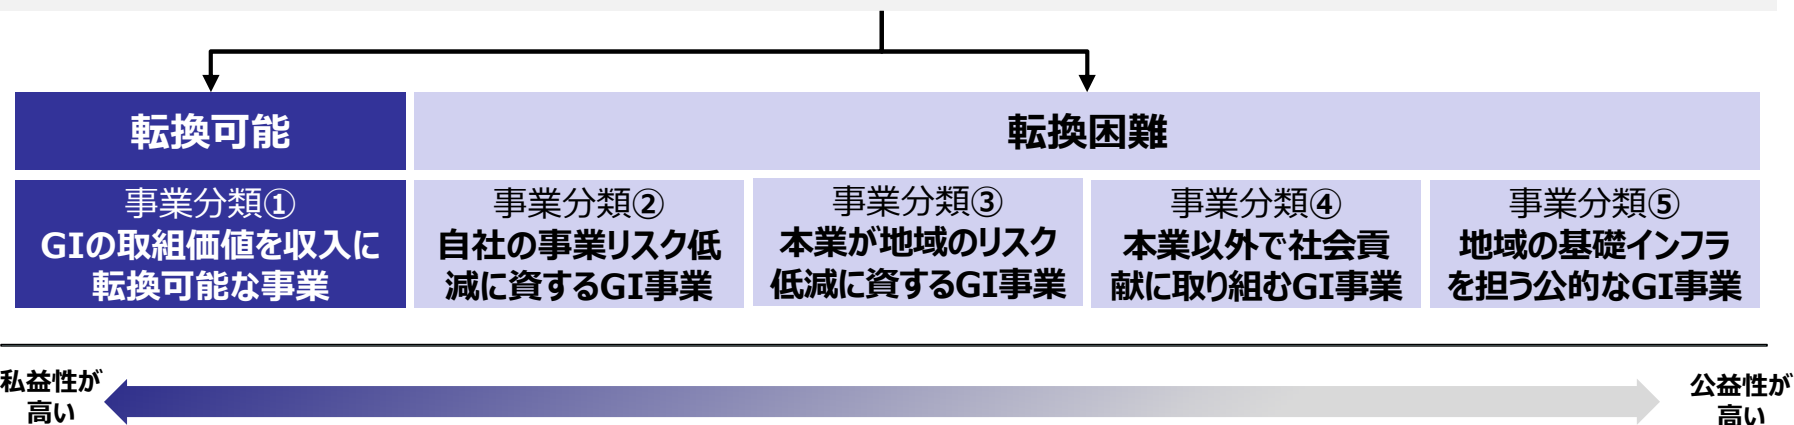 転換可能
転換困難
事業分類①
GIの取組価値を収入に
転換可能な事業
事業分類②
自社の事業リスク低
減に資するGI事業
事業分類③
本業が地域のリスク
低減に資するGI事業
事業分類④
本業以外で社会貢
献に取り組むGI事業
事業分類⑤
地域の基礎インフラ
を担う公的なGI事業
私益性が
高い
公益性が
高い